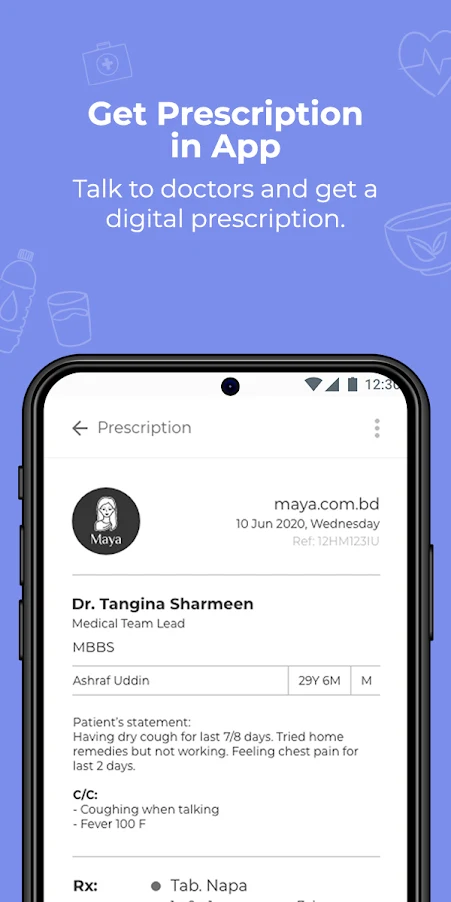 Get Prescription
in App
Talk to doctors and get a
digital prescription.
Prescription
Maya
maya.com.bd
10 Jun 2020, Wednesday
Ref: 12HM123IU
Dr. Tangina Sharmeen
Medical Team Lead
MBBS
Ashraf Uddin 29Y 6M M
Patient's statement:
Having dry cough for last 7/8 days. Tried home
remedies but not working. Feeling chest pain for
last 2 days.
C/C:
- Coughing when talking
- Fever 100 F
Rx: ● Tab. Napa